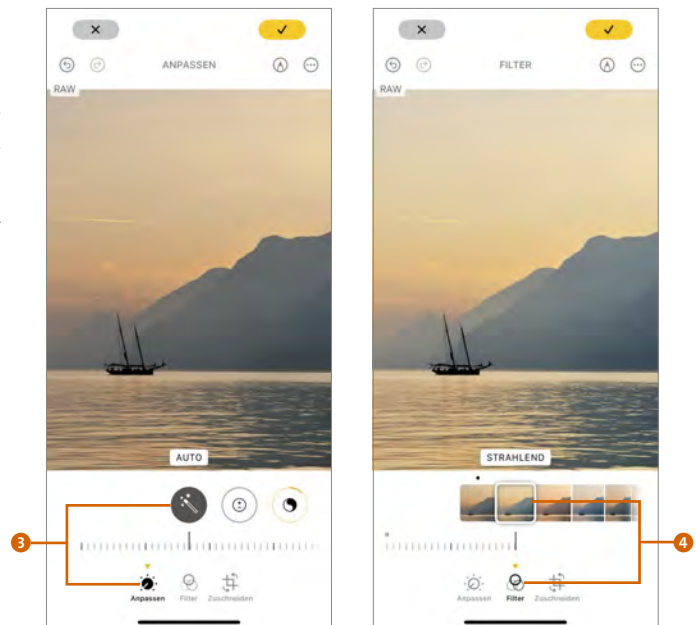 ANPASSEN
RAW
AUTO
3
Anpassen Filter Zuschneiden
FILTER
RAW
STRAHLEND
4
Anpassen Filter Zuschneiden